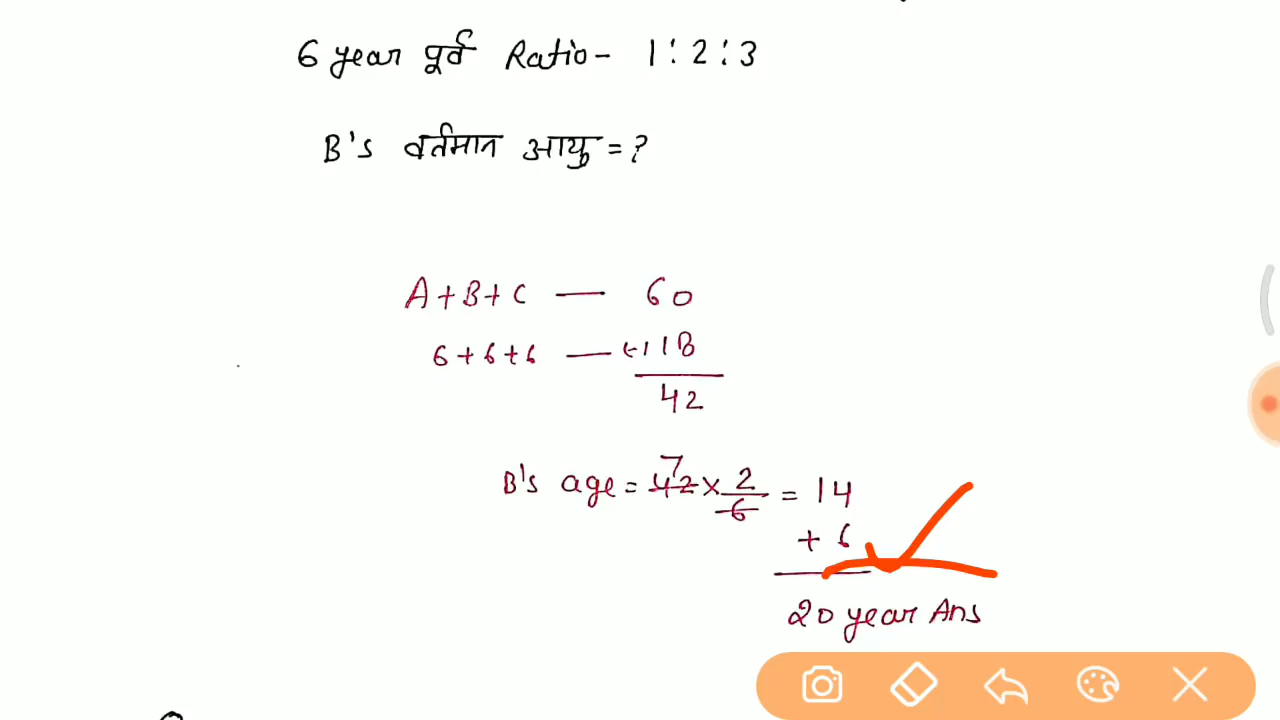 6 year पूर्व Ratio- 1:2:3
B's वर्तमान आयु = ?
A+B+C — 60
6+6+6 — (-) 18
42
B's age = 42 7 × 2/6 = 14
+ 6
20 year Ans